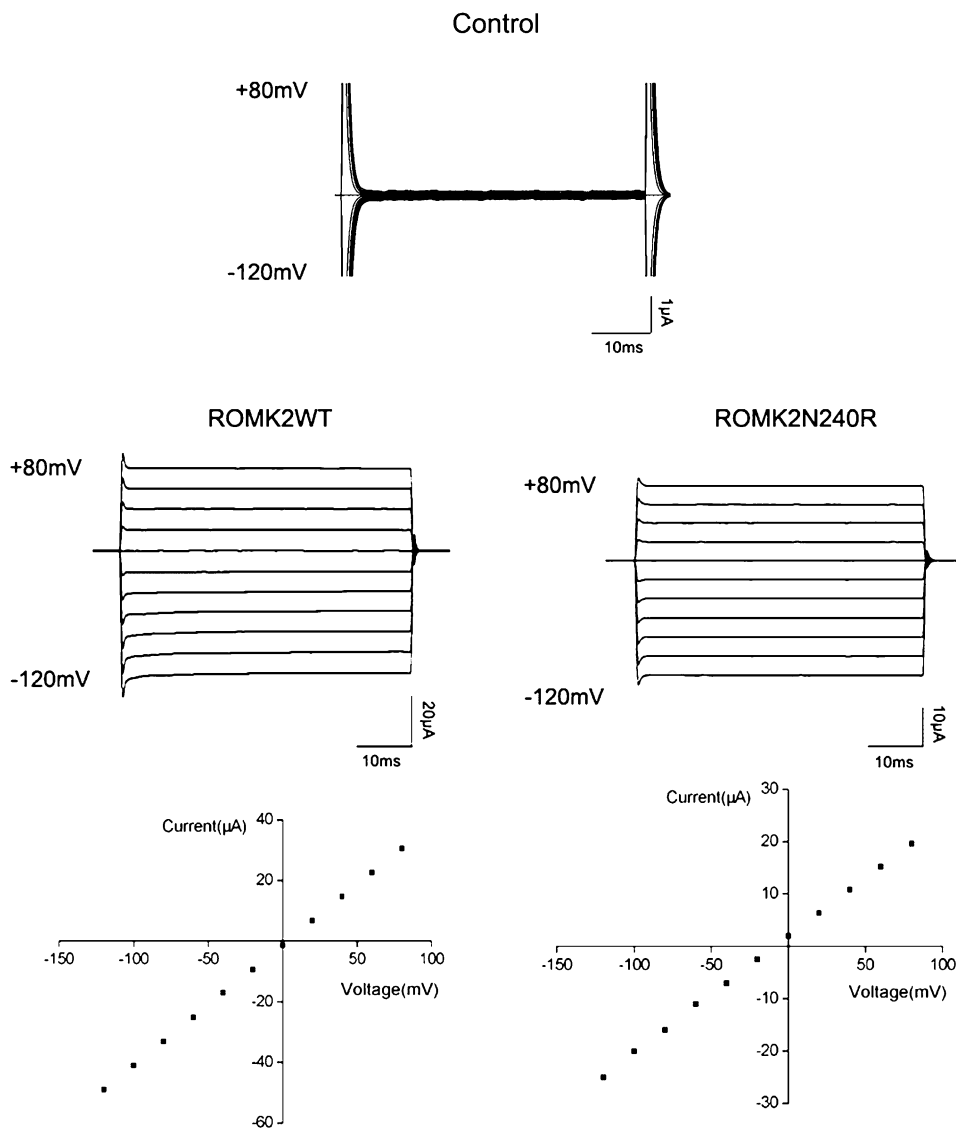 Control
+80mV
-120mV
1µA
10ms
ROMK2WT
+80mV
-120mV
20µA
10ms
ROMK2N240R
+80mV
-120mV
10µA
10ms
Current(µA)
40
20
-150
-100
-50
0
50
100
Voltage(mV)
-20
-40
-60
Current(µA)
30
20
10
0
-150
-100
-50
0
50
100
Voltage(mV)
-10
-20
-30